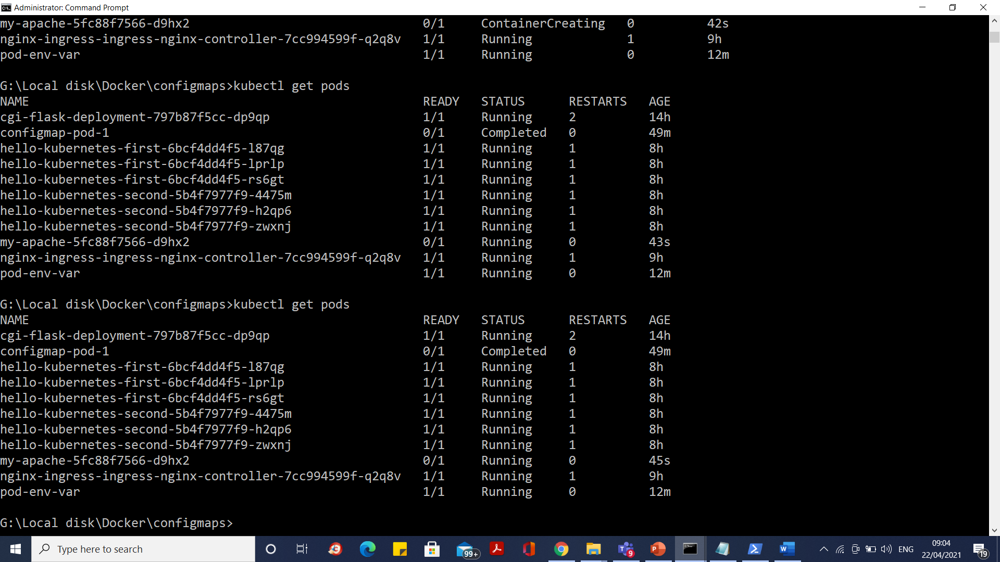 Administrator: Command Prompt
my-apache-5fc88f7566-d9hx2 0/1 ContainerCreating 0 42s
nginx-ingress-ingress-nginx-controller-7cc994599f-q2q8v 1/1 Running 1 9h
pod-env-var 1/1 Running 0 12m
G:\Local disk\Docker\configmaps>kubectl get pods
NAME READY STATUS RESTARTS AGE
cgi-flask-deployment-797b87f5cc-dp9qp 1/1 Running 2 14h
configmap-pod-1 0/1 Completed 0 49m
hello-kubernetes-first-6bcf4dd4f5-l87qg 1/1 Running 1 8h
hello-kubernetes-first-6bcf4dd4f5-lprlp 1/1 Running 1 8h
hello-kubernetes-first-6bcf4dd4f5-rs6gt 1/1 Running 1 8h
hello-kubernetes-second-5b4f7977f9-4475m 1/1 Running 1 8h
hello-kubernetes-second-5b4f7977f9-h2qp6 1/1 Running 1 8h
hello-kubernetes-second-5b4f7977f9-zwxnj 1/1 Running 1 8h
my-apache-5fc88f7566-d9hx2 0/1 Running 0 43s
nginx-ingress-ingress-nginx-controller-7cc994599f-q2q8v 1/1 Running 1 9h
pod-env-var 1/1 Running 0 12m
G:\Local disk\Docker\configmaps>kubectl get pods
NAME READY STATUS RESTARTS AGE
cgi-flask-deployment-797b87f5cc-dp9qp 1/1 Running 2 14h
configmap-pod-1 0/1 Completed 0 49m
hello-kubernetes-first-6bcf4dd4f5-l87qg 1/1 Running 1 8h
hello-kubernetes-first-6bcf4dd4f5-lprlp 1/1 Running 1 8h
hello-kubernetes-first-6bcf4dd4f5-rs6gt 1/1 Running 1 8h
hello-kubernetes-second-5b4f7977f9-4475m 1/1 Running 1 8h
hello-kubernetes-second-5b4f7977f9-h2qp6 1/1 Running 1 8h
hello-kubernetes-second-5b4f7977f9-zwxnj 1/1 Running 1 8h
my-apache-5fc88f7566-d9hx2 0/1 Running 0 45s
nginx-ingress-ingress-nginx-controller-7cc994599f-q2q8v 1/1 Running 1 9h
pod-env-var 1/1 Running 0 12m
G:\Local disk\Docker\configmaps>
Type here to search
99+
9
ENG
09:04
22/04/2021
19